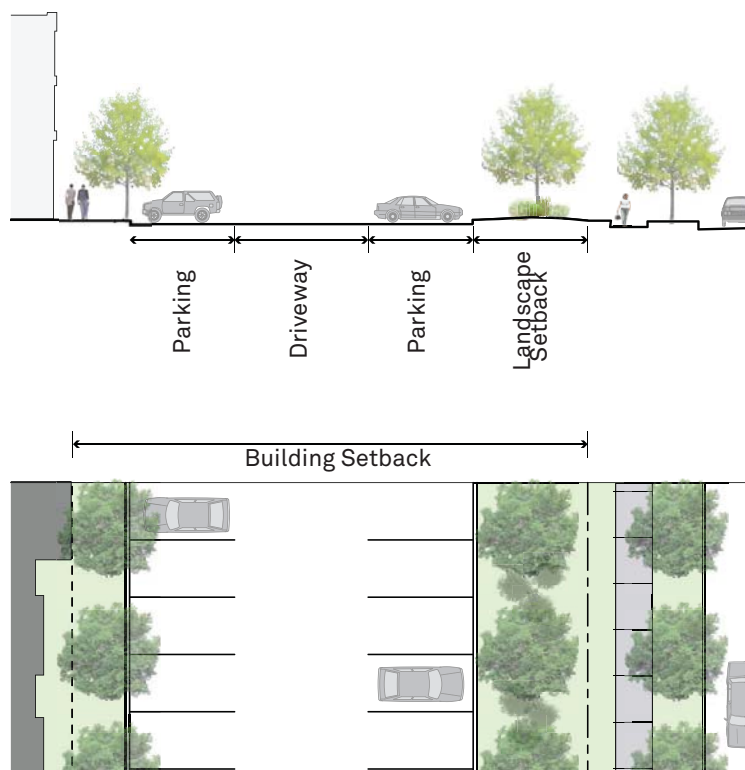 Parking
Driveway
Parking
Landscape
Setback
Building Setback